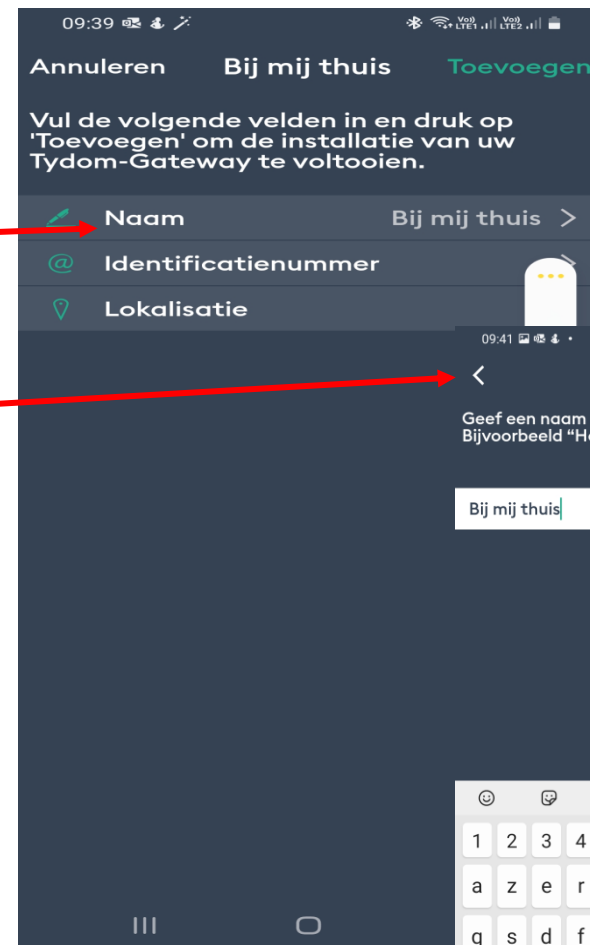 09:39
Annuleren Bij mij thuis Toevoegen
Vul de volgende velden in en druk op
'Toevoegen' om de installatie van uw
Tydom-Gateway te voltooien.
Naam Bij mij thuis >
@ Identificatienummer >
Lokalisatie
09:41
Geef een naam
Bijvoorbeeld
Bij mij thuis
1 2 3 4
a z e r
q s d f